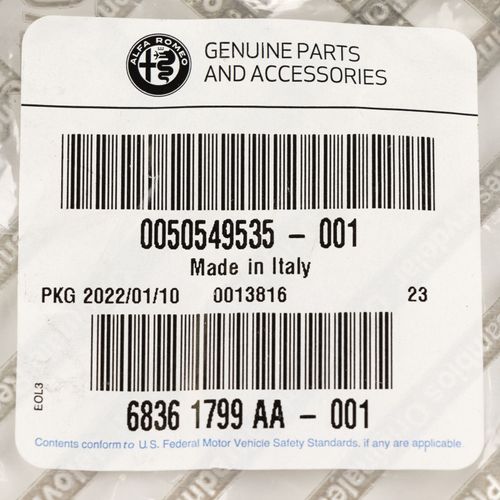 ALFA ROMEO
GENUINE PARTS
AND ACCESSORIES
0050549535 - 001
Made in Italy
PKG 2022/01/10 0013816 23
EOL3
6836 1799 AA - 001
Contents conform to U.S. Federal Motor Vehicle Safety Standards, if any are applicable